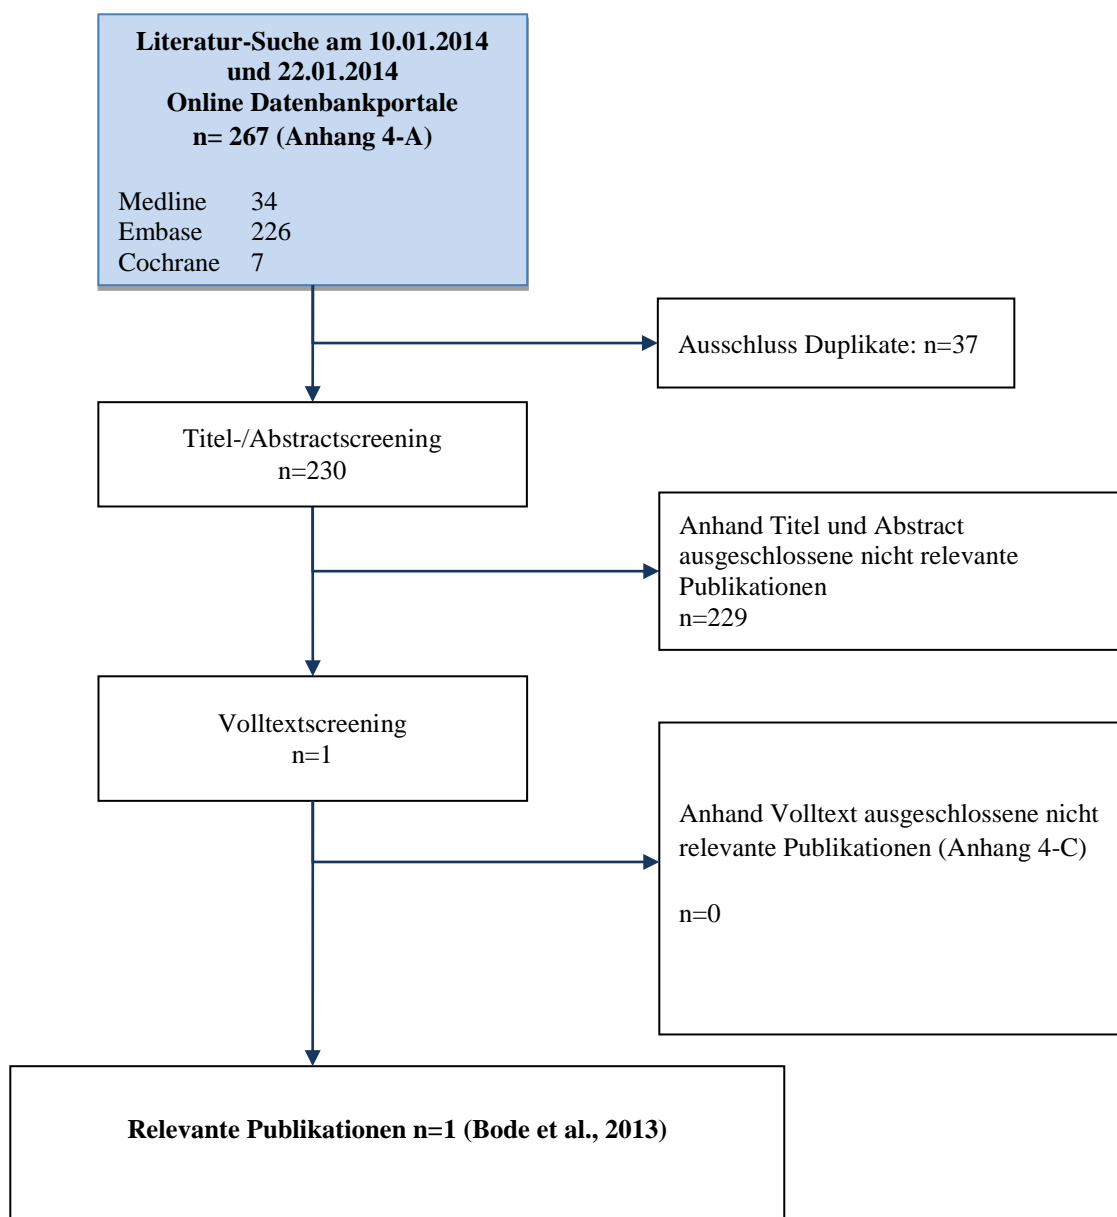 Literatur-Suche am 10.01.2014
und 22.01.2014
Online Datenbankportale
n= 267 (Anhang 4-A)
Medline 34
Embase 226
Cochrane 7
Ausschluss Duplikate: n=37
Titel-/Abstractscreening
n=230
Anhand Titel und Abstract
ausgeschlossene nicht relevante
Publikationen
n=229
Volltextscreening
n=1
Anhand Volltext ausgeschlossene nicht
relevante Publikationen (Anhang 4-C)
n=0
Relevante Publikationen n=1 (Bode et al., 2013)